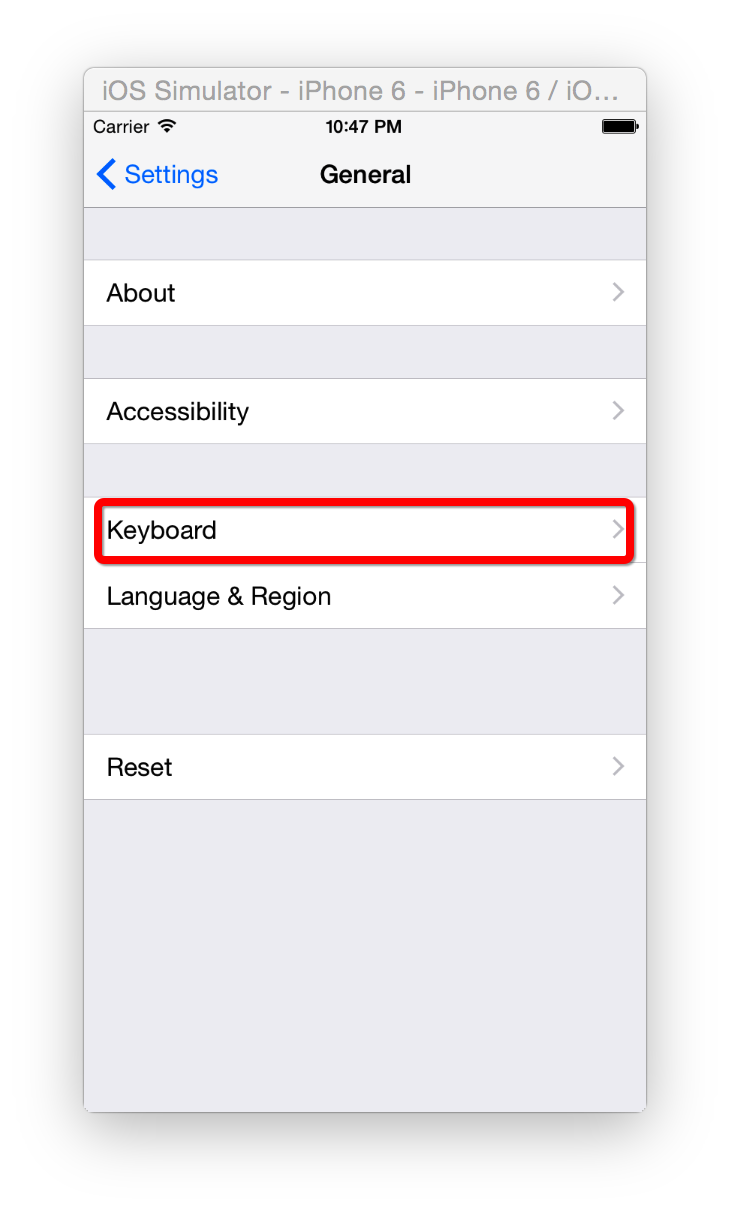 iOS Simulator - iPhone 6 - iPhone 6 / iO...
Carrier 10:47 PM
Settings General
About
Accessibility
Keyboard
Language & Region
Reset